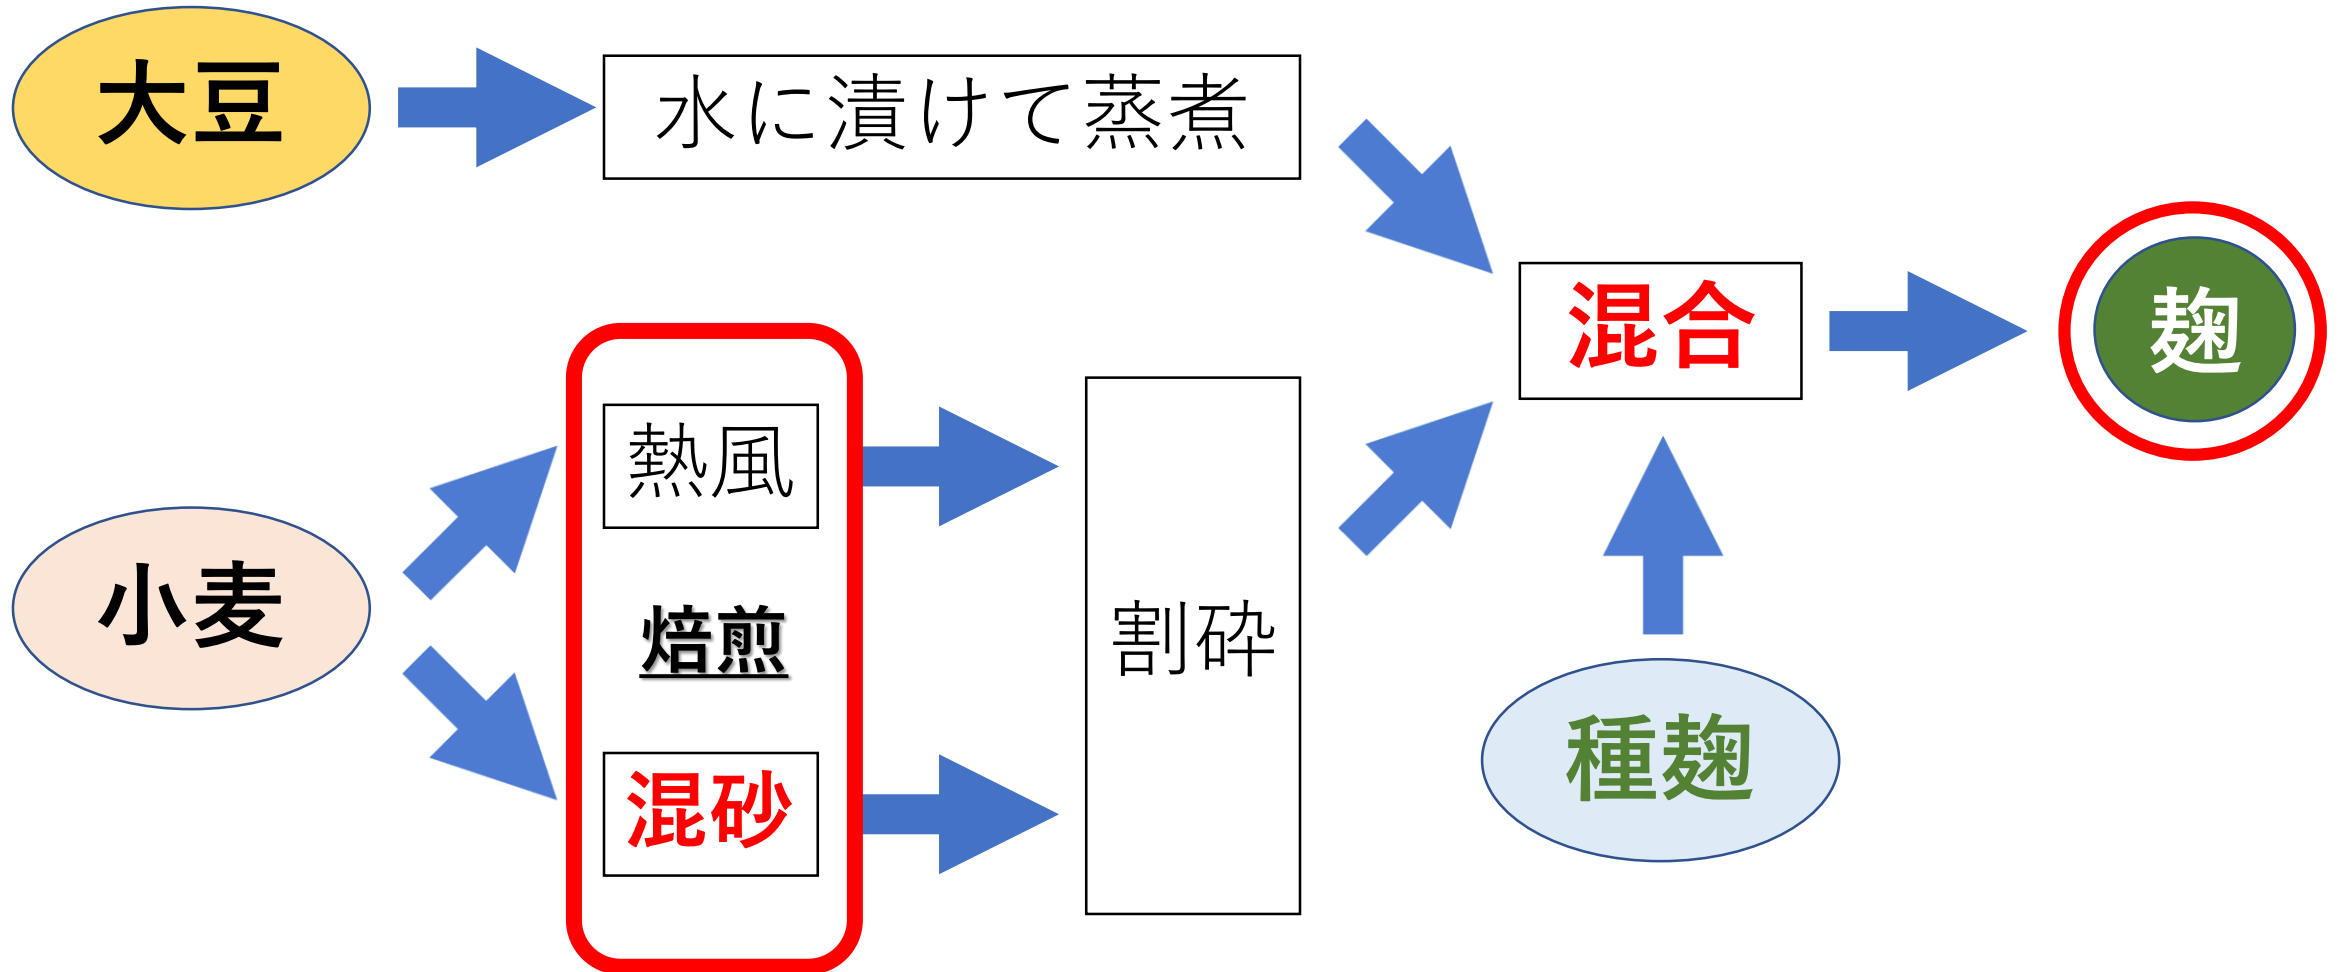 大豆
水に漬けて蒸煮
混合
麹
熱風
小麦
焙煎
割砕
混砂
種麹